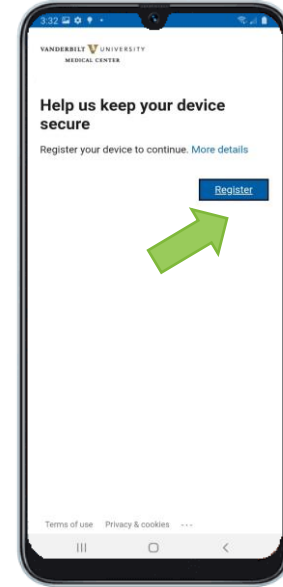 3:32
VANDERBILT V UNIVERSITY
MEDICAL CENTER
Help us keep your device
secure
Register your device to continue. More details
Register
Terms of use Privacy & cookies ...